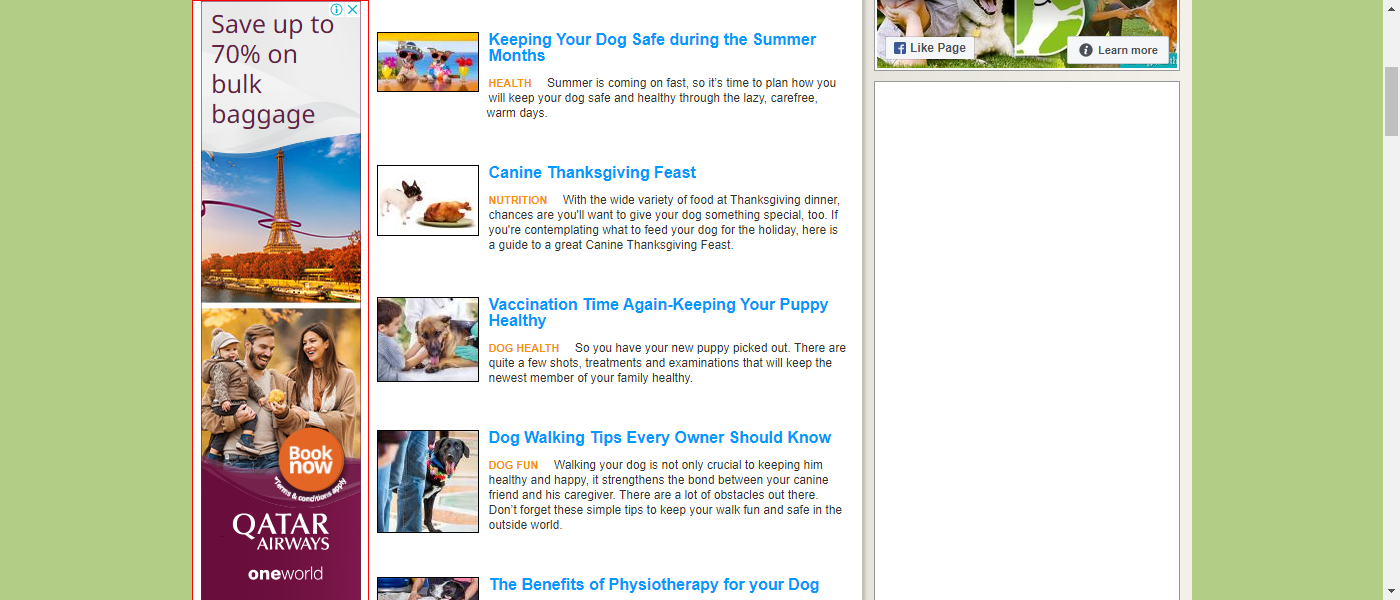 Save up to
70% on
bulk
baggage
Book
now
*Terms & conditions apply
QATAR
AIRWAYS
oneworld
Keeping Your Dog Safe during the Summer
Months
HEALTH Summer is coming on fast, so it's time to plan how you
will keep your dog safe and healthy through the lazy, carefree,
warm days.
Canine Thanksgiving Feast
NUTRITION With the wide variety of food at Thanksgiving dinner,
chances are you'll want to give your dog something special, too. If
you're contemplating what to feed your dog for the holiday, here is
a guide to a great Canine Thanksgiving Feast.
Vaccination Time Again-Keeping Your Puppy
Healthy
DOG HEALTH So you have your new puppy picked out. There are
quite a few shots, treatments and examinations that will keep the
newest member of your family healthy.
Dog Walking Tips Every Owner Should Know
DOG FUN Walking your dog is not only crucial to keeping him
healthy and happy, it strengthens the bond between your canine
friend and his caregiver. There are a lot of obstacles out there.
Don't forget these simple tips to keep your walk fun and safe in the
outside world.
The Benefits of Physiotherapy for your Dog
Like Page
Learn more